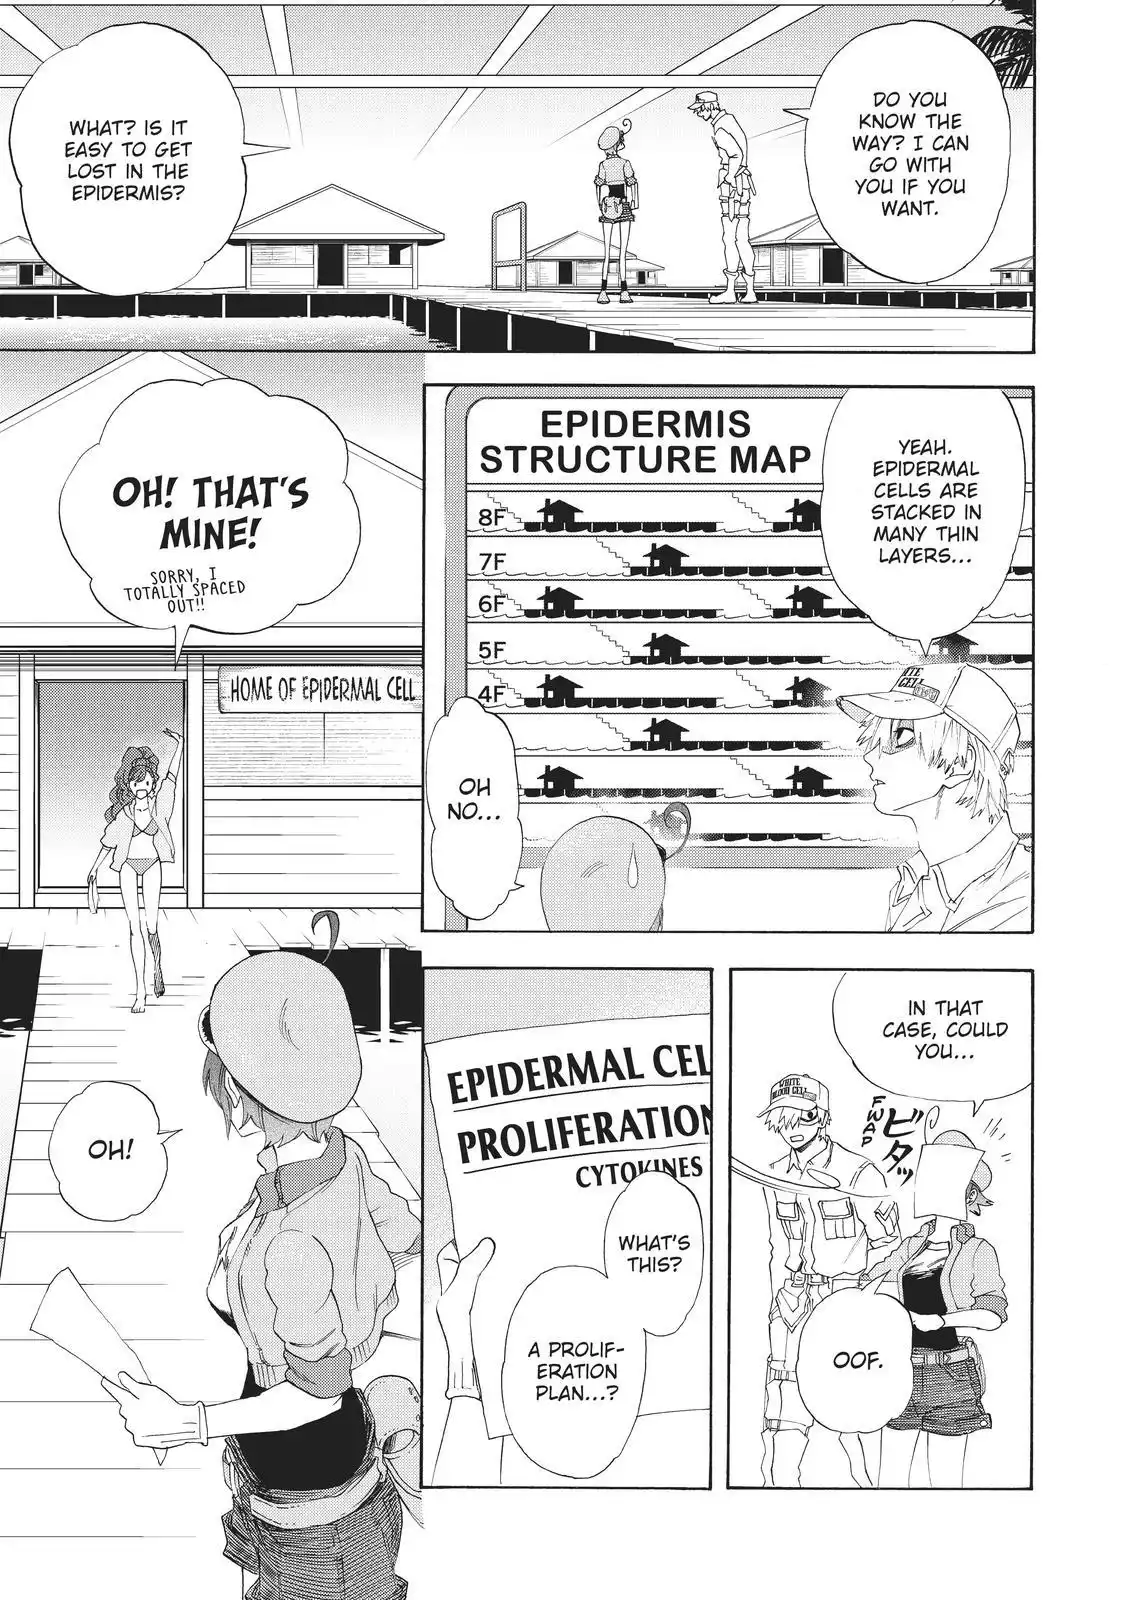 DO YOU
KNOW THE
WAY? I CAN
GO WITH
YOU IF YOU
WANT.
WHAT? IS IT
EASY TO GET
LOST IN THE
EPIDERMIS?
YEAH.
EPIDERMAL
CELLS ARE
STACKED IN
MANY THIN
LAYERS...
EPIDERMIS
STRUCTURE MAP
8F
7F
6F
5F
4F
WHITE
CELL
OH
NO...
OH! THAT'S
MINE!
SORRY, I
TOTALLY SPACED
OUT!!
HOME OF EPIDERMAL CELL
IN THAT
CASE, COULD
YOU...
WHITE
BLOOD CELL
ビタッ
FWAP
OOF.
EPIDERMAL CEL
PROLIFERATION
CYTOKINES
WHAT'S
THIS?
A PROLIF-
ERATION
PLAN...?
OH!